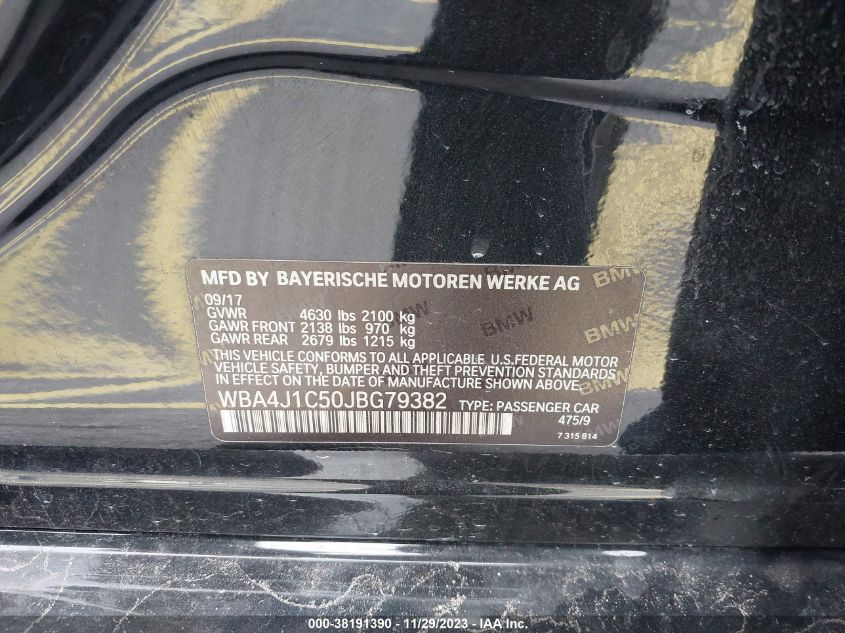 MFD BY BAYERISCHE MOTOREN WERKE AG
09/17
GVWR 4630 lbs 2100 kg
GAWR FRONT 2138 lbs 970 kg
GAWR REAR 2679 lbs 1215 kg
THIS VEHICLE CONFORMS TO ALL APPLICABLE U.S.FEDERAL MOTOR
VEHICLE SAFETY, BUMPER AND THEFT PREVENTION STANDARDS
IN EFFECT ON THE DATE OF MANUFACTURE SHOWN ABOVE.
WBA4J1C50JBG79382 TYPE: PASSENGER CAR
475/9
7 315 814
BMW
BMW
BMW
000-38191390 - 11/29/2023 - IAA Inc.